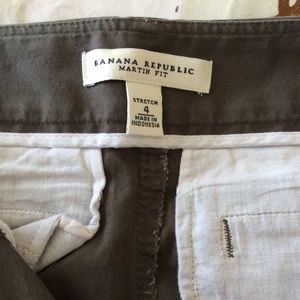 BANANA REPUBLIC
MARTIN FIT
STRETCH
4
MADE IN
INDONESIA